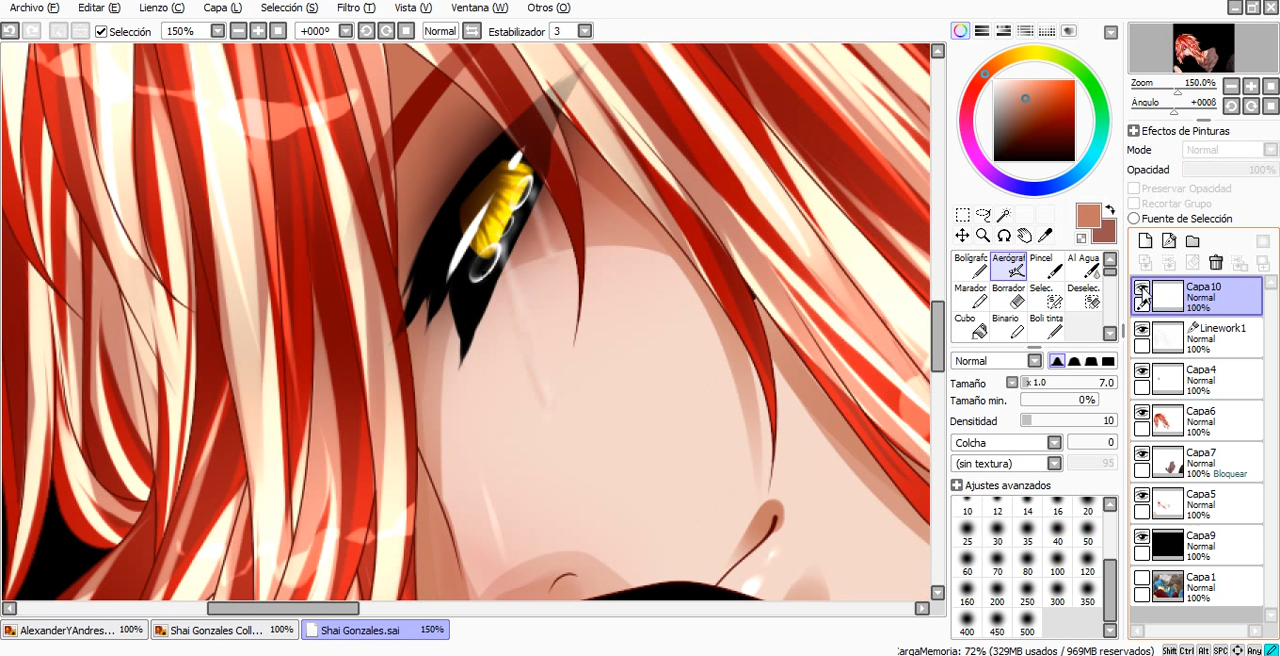 Archivo (F) Editar (E) Lienzo (C) Capa (L) Selección (S) Filtro (T) Vista (V) Ventana (W) Otros (O)
Selección 150% +000º Normal Estabilizador 3
Zoom 150.0%
Ángulo +000ß
Efectos de Pinturas
Mode Normal
Opacidad 100%
Preservar Opacidad
Recortar Grupo
Fuente de Selección
Bolígrafo Aerógraf Pincel Al Agua
Marador Borrador Selec. Deselec.
Cubo Binario Boli tinta
Normal
Tamaño x 1.0 7.0
Tamaño min. 0%
Densitidad 10
Colcha 0
(sin textura) 95
Ajustes avanzados
10 12 14 16 20
25 30 35 40 50
60 70 80 100 120
160 200 250 300 350
400 450 500
Capa10
Normal
100%
Linework1
Normal
100%
Capa4
Normal
100%
Capa6
Normal
100%
Capa7
Normal
100% Bloquear
Capa5
Normal
100%
Capa9
Normal
100%
Capa1
Normal
100%
AlexanderYAndres... 100% Shai Gonzales Coll... 100% Shai Gonzales.sai 150%
CargaMemoria: 72% (329MB usados / 969MB reservados) Shift Ctrl Alt SPC Any